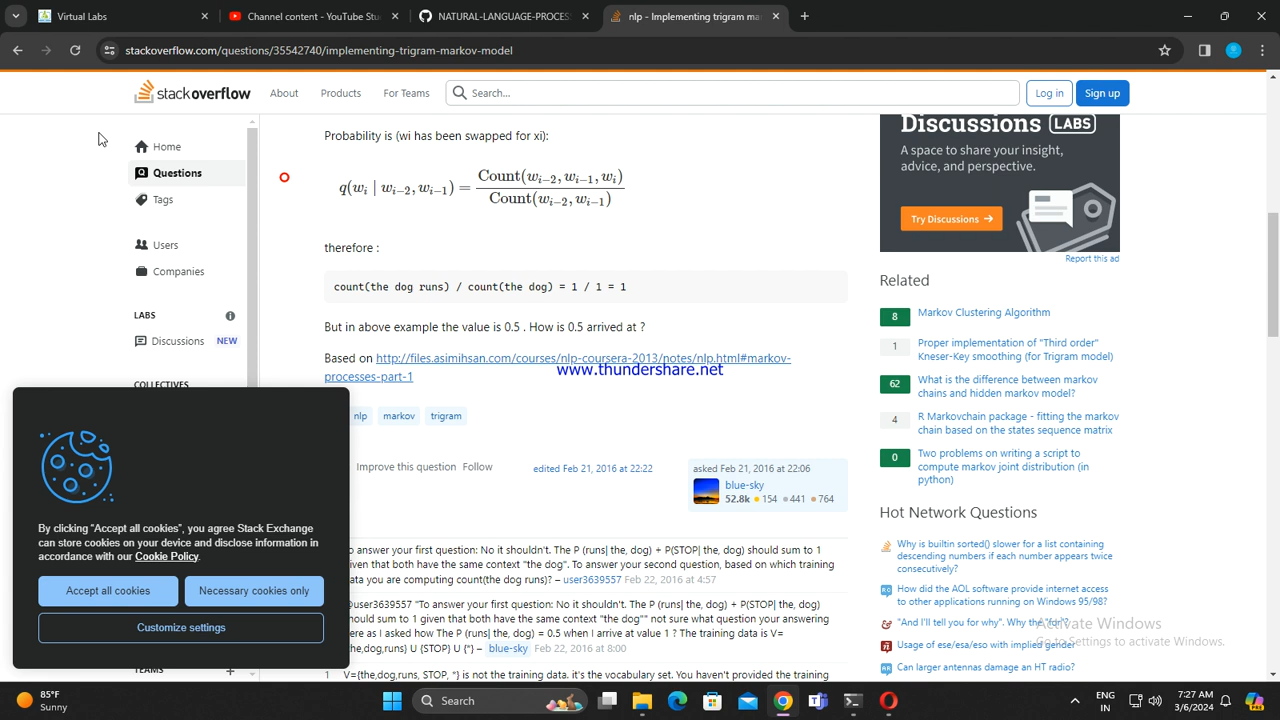 Virtual Labs
Channel content - YouTube Stu
NATURAL-LANGUAGE-PROCESS
nlp - Implementing trigram mar
stackoverflow.com/questions/35542740/implementing-trigram-markov-model
stackoverflow
About
Products
For Teams
Search...
Log in
Sign up
Home
Questions
Tags
Users
Companies
LABS
Discussions NEW
COLLECTIVES
TEAMS
Probability is (wi has been swapped for xi):
q(w_i | w_{i−2}, w_{i−1}) = Count(w_{i−2}, w_{i−1}, w_i) / Count(w_{i−2}, w_{i−1})
therefore :
count(the dog runs) / count(the dog) = 1 / 1 = 1
But in above example the value is 0.5 . How is 0.5 arrived at ?
Based on http://files.asimihsan.com/courses/nlp-coursera-2013/notes/nlp.html#markov-
processes-part-1
www.thundershare.net
nlp markov trigram
Improve this question Follow
edited Feb 21, 2016 at 22:22
asked Feb 21, 2016 at 22:06
blue-sky
52.8k 154 441 764
answer your first question: No it shouldn't. The P (runs| the, dog) + P(STOP| the, dog) should sum to 1
that both have the same context "the dog". To answer your second question, based on which training
you are computing count(the dog runs)? – user3639557 Feb 22, 2016 at 4:57
@user3639557 "To answer your first question: No it shouldn't. The P (runs| the, dog) + P(STOP| the, dog)
sum to 1 given that both have the same context "the dog"" not sure what question your answering
as I asked how The P (runs| the, dog) = 0.5 when I arrive at value 1 ? The training data is V=
{the,dog,runs} U {STOP} U {"} – blue-sky Feb 22, 2016 at 8:00
1 V={the,dog,runs, STOP, *} is not the training data. it's the vocabulary set. You haven't provided the training
By clicking "Accept all cookies", you agree Stack Exchange
can store cookies on your device and disclose information in
accordance with our Cookie Policy.
Accept all cookies
Necessary cookies only
Customize settings
Discussions LABS
A space to share your insight,
advice, and perspective.
Try Discussions →
Report this ad
Related
8 Markov Clustering Algorithm
1 Proper implementation of "Third order"
Kneser-Key smoothing (for Trigram model)
62 What is the difference between markov
chains and hidden markov model?
4 R Markovchain package - fitting the markov
chain based on the states sequence matrix
0 Two problems on writing a script to
compute markov joint distribution (in
python)
Hot Network Questions
Why is builtin sorted() slower for a list containing
descending numbers if each number appears twice
consecutively?
How did the AOL software provide internet access
to other applications running on Windows 95/98?
"And I'll tell you for why". Why the "for"?
Usage of ese/esa/eso with implied gender
Can larger antennas damage an HT radio?
Activate Windows
Go to Settings to activate Windows.
85°F
Sunny
Search
ENG
IN
7:27 AM
3/6/2024